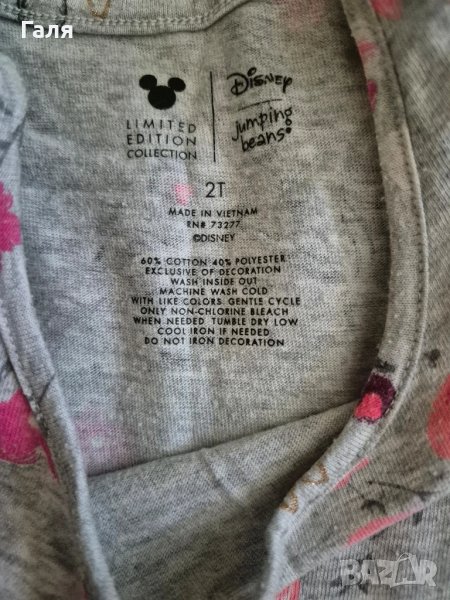 Галя
LIMITED
EDITION
COLLECTION
Disney
Jumping
beans®
2T
MADE IN VIETNAM
RN# 73277
©DISNEY
60% COTTON 40% POLYESTER
EXCLUSIVE OF DECORATION
WASH INSIDE OUT
MACHINE WASH COLD
WITH LIKE COLORS GENTLE CYCLE
ONLY NON-CHLORINE BLEACH
WHEN NEEDED TUMBLE DRY LOW
COOL IRON IF NEEDED
DO NOT IRON DECORATION
BAZAR